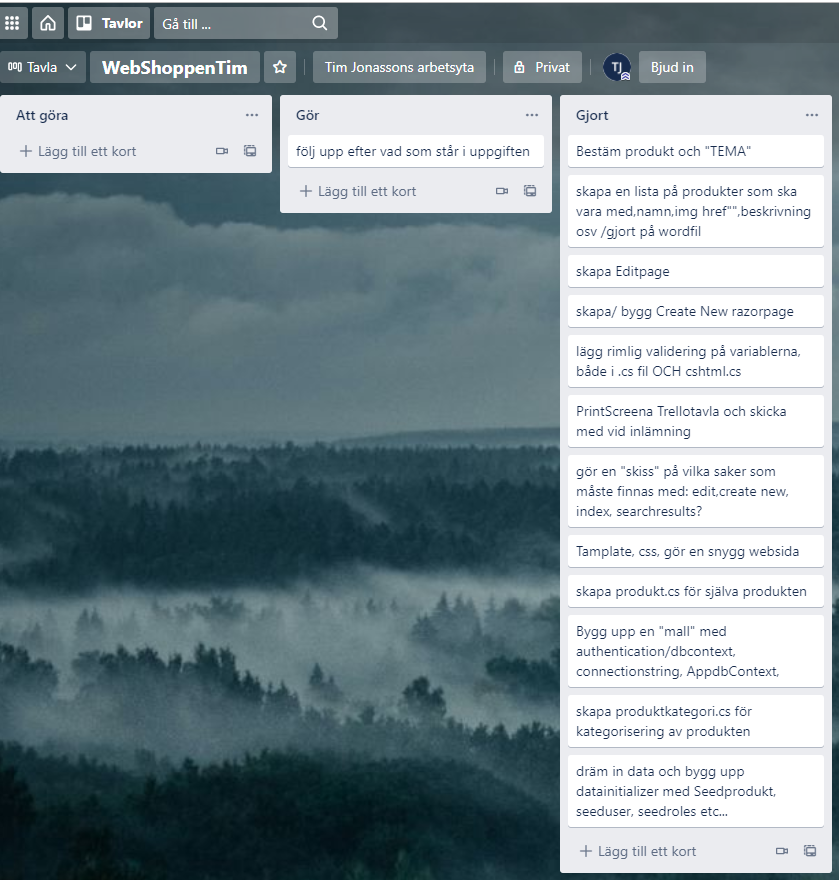 Tavlor
Gå till ...
Tavla
WebShoppenTim
Tim Jonassons arbetsyta
Privat
TJ
Bjud in
Att göra
Lägg till ett kort
Gör
följ upp efter vad som står i uppgiften
Lägg till ett kort
Gjort
Bestäm produkt och "TEMA"
skapa en lista på produkter som ska
vara med,namn,img href"",beskrivning
osv /gjort på wordfil
skapa Editpage
skapa/ bygg Create New razorpage
lägg rimlig validering på variablerna,
både i .cs fil OCH cshtml.cs
PrintScreena Trellotavla och skicka
med vid inlämning
gör en "skiss" på vilka saker som
måste finnas med: edit,create new,
index, searchresults?
Tamplate, css, gör en snygg websida
skapa produkt.cs för själva produkten
Bygg upp en "mall" med
authentication/dbcontext,
connectionstring, AppdbContext,
skapa produktkategori.cs för
kategorisering av produkten
dräm in data och bygg upp
datainitializer med Seedprodukt,
seeduser, seedroles etc...
Lägg till ett kort